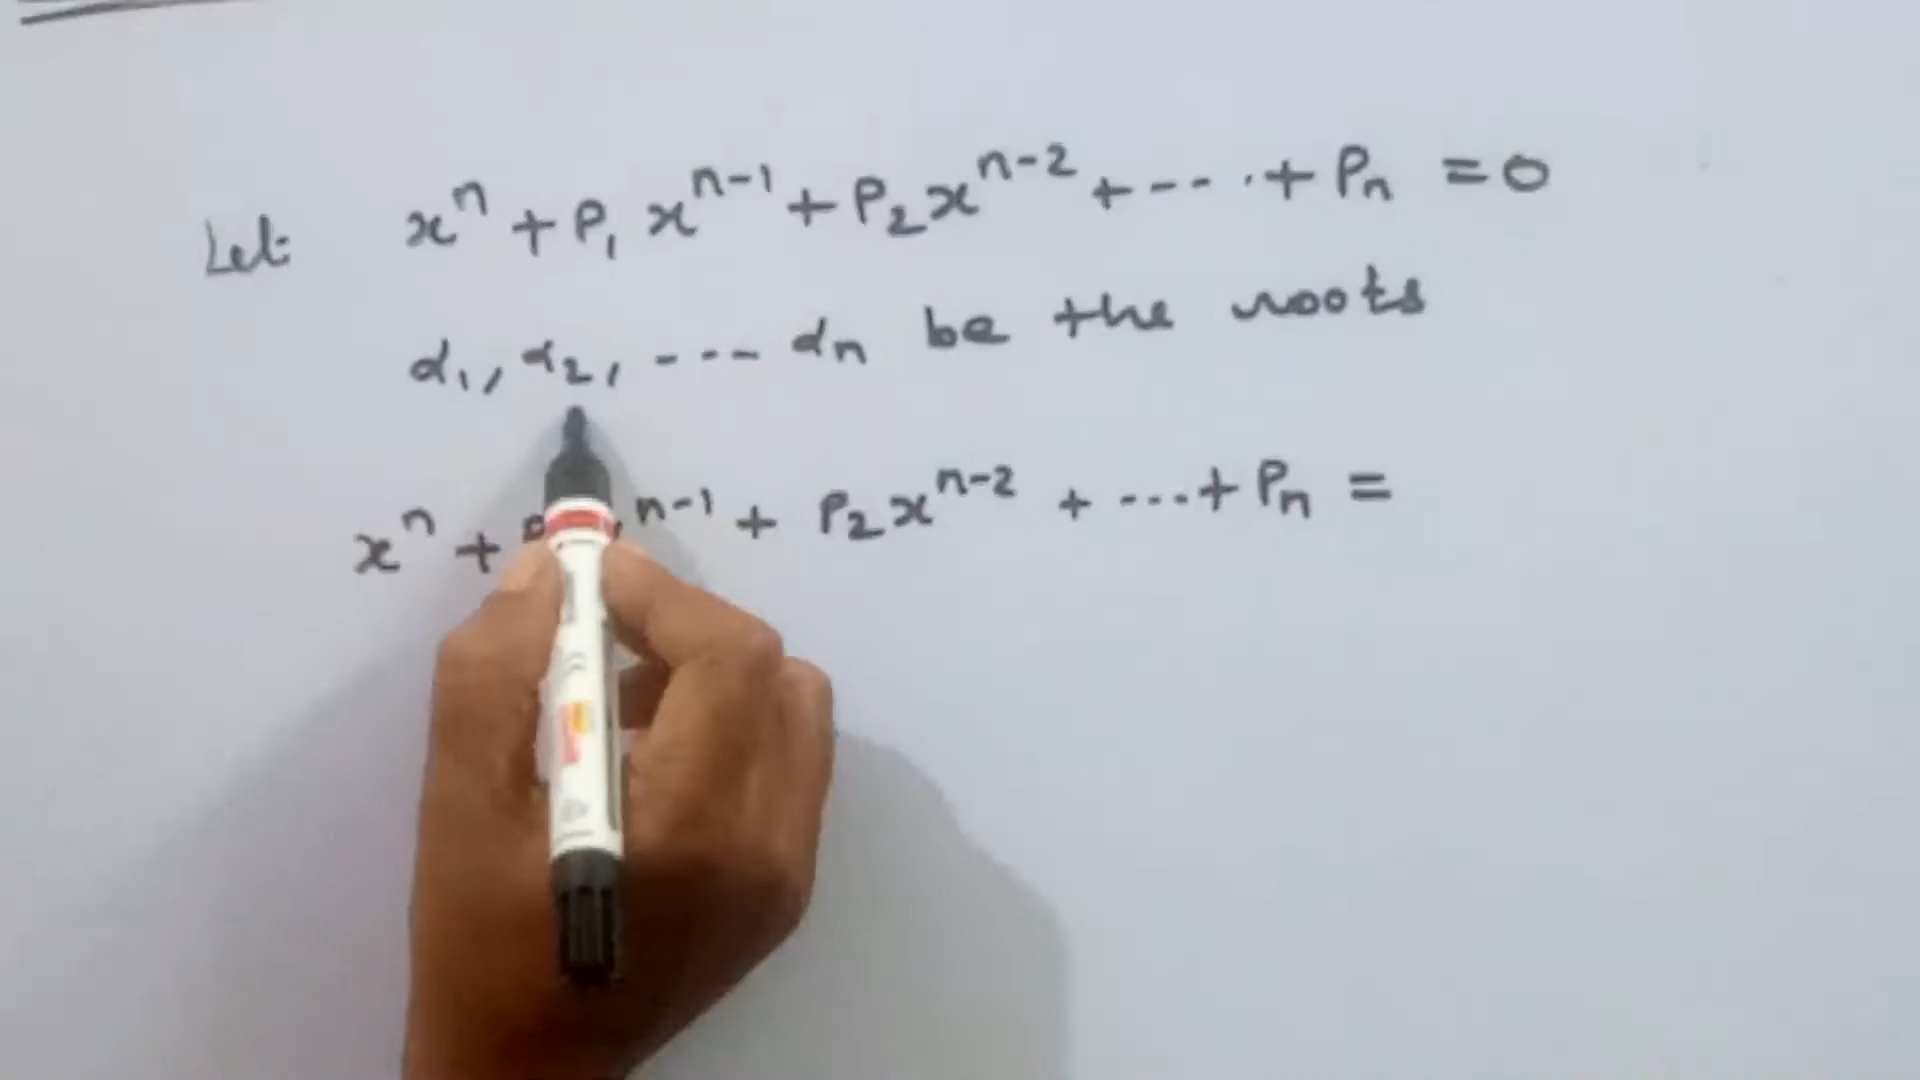 Let xⁿ + P₁ xⁿ⁻¹ + P₂xⁿ⁻² + ---- + Pₙ = 0
α₁, α₂, --- αₙ be the roots
xⁿ + xⁿ⁻¹ + P₂xⁿ⁻² + ... + Pₙ =